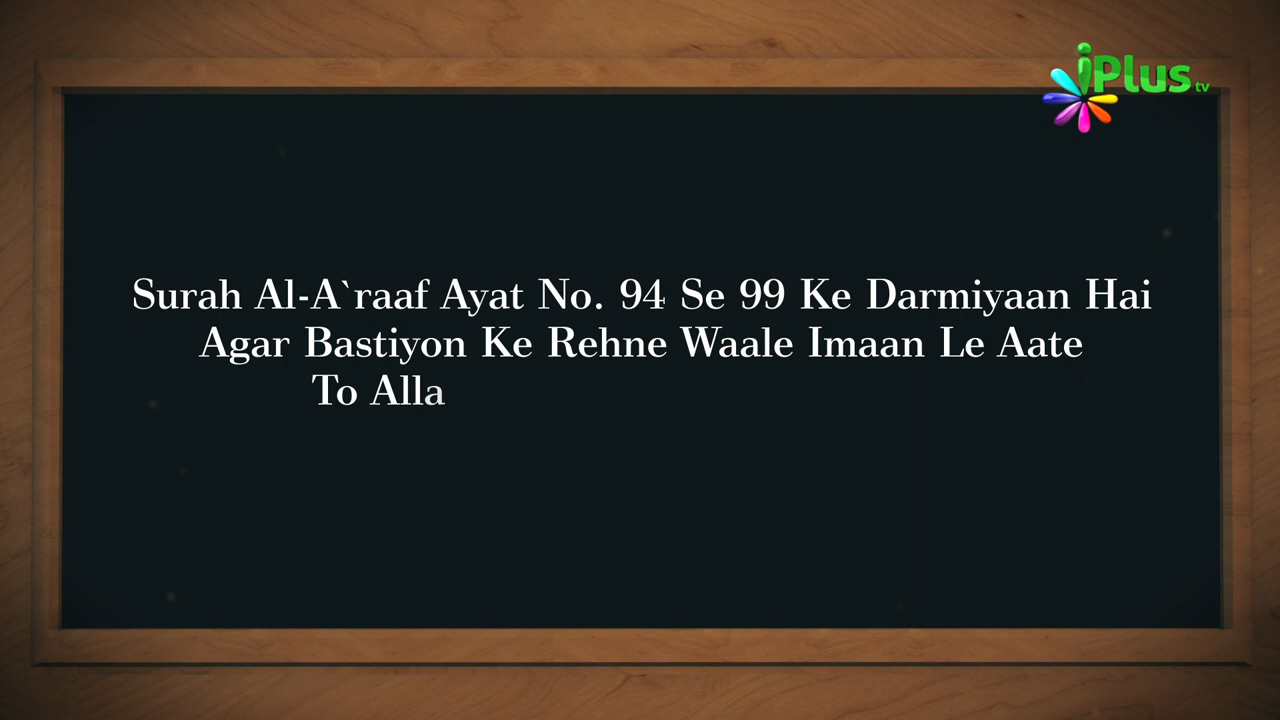 iPlus tv
Surah Al-A`raaf Ayat No. 94 Se 99 Ke Darmiyaan Hai
Agar Bastiyon Ke Rehne Waale Imaan Le Aate
To Alla